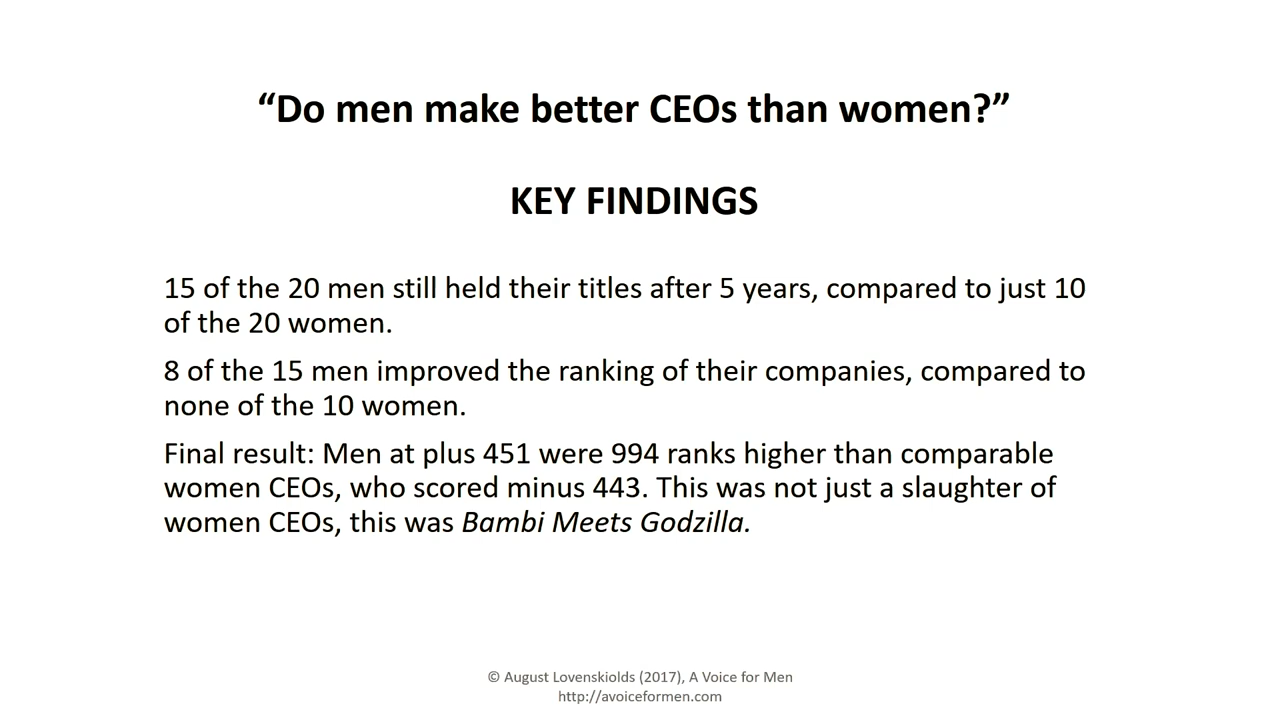 “Do men make better CEOs than women?”
KEY FINDINGS
15 of the 20 men still held their titles after 5 years, compared to just 10
of the 20 women.
8 of the 15 men improved the ranking of their companies, compared to
none of the 10 women.
Final result: Men at plus 451 were 994 ranks higher than comparable
women CEOs, who scored minus 443. This was not just a slaughter of
women CEOs, this was Bambi Meets Godzilla.
© August Lovenskiolds (2017), A Voice for Men
http://avoiceformen.com